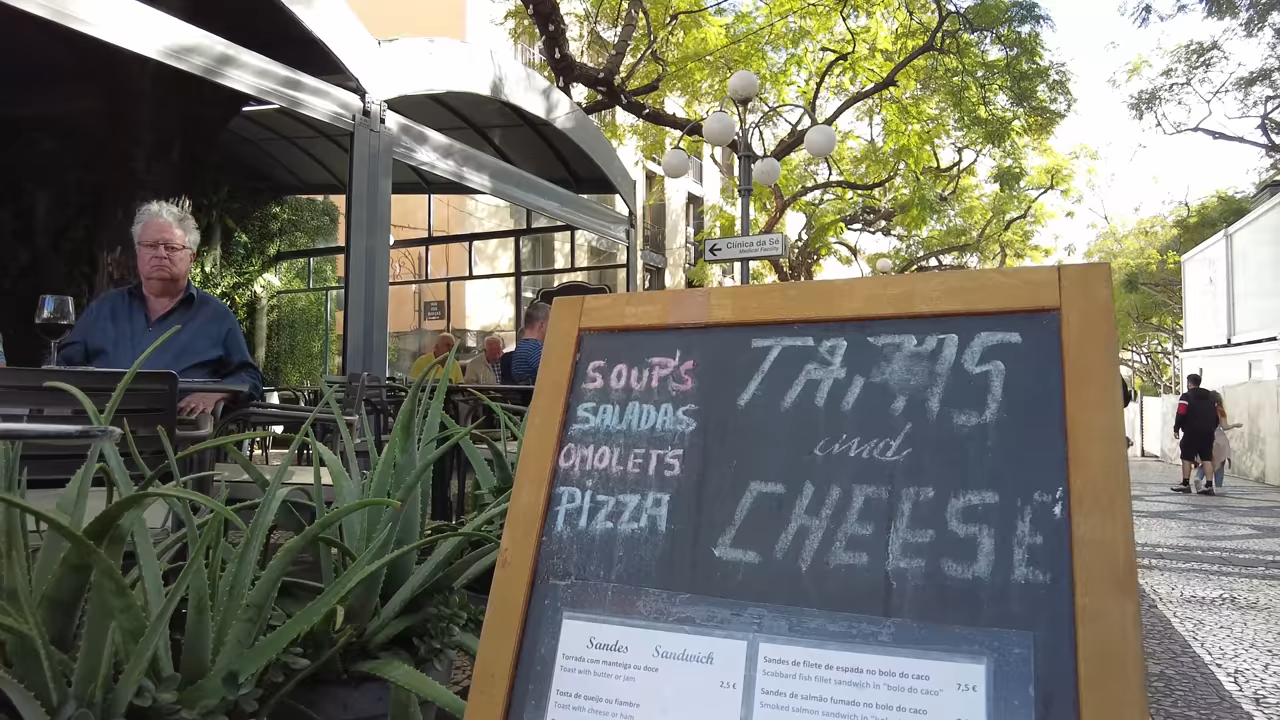 Clínica da Sé
Medical Facility
SOUP'S
SALADAS
OMOLETS
PIZZA
and
CHEESE
Sandes Sandwich
Torrada com manteiga ou doce
Toast with butter or jam 2,5 €
Tosta de queijo ou fiambre
Toast with cheese or ham
Sandes de filete de espada no bolo do caco
Scabbard fish fillet sandwich in "bolo do caco" 7,5 €
Sandes de salmão fumado no bolo do caco
Smoked salmon sandwich in "bolo